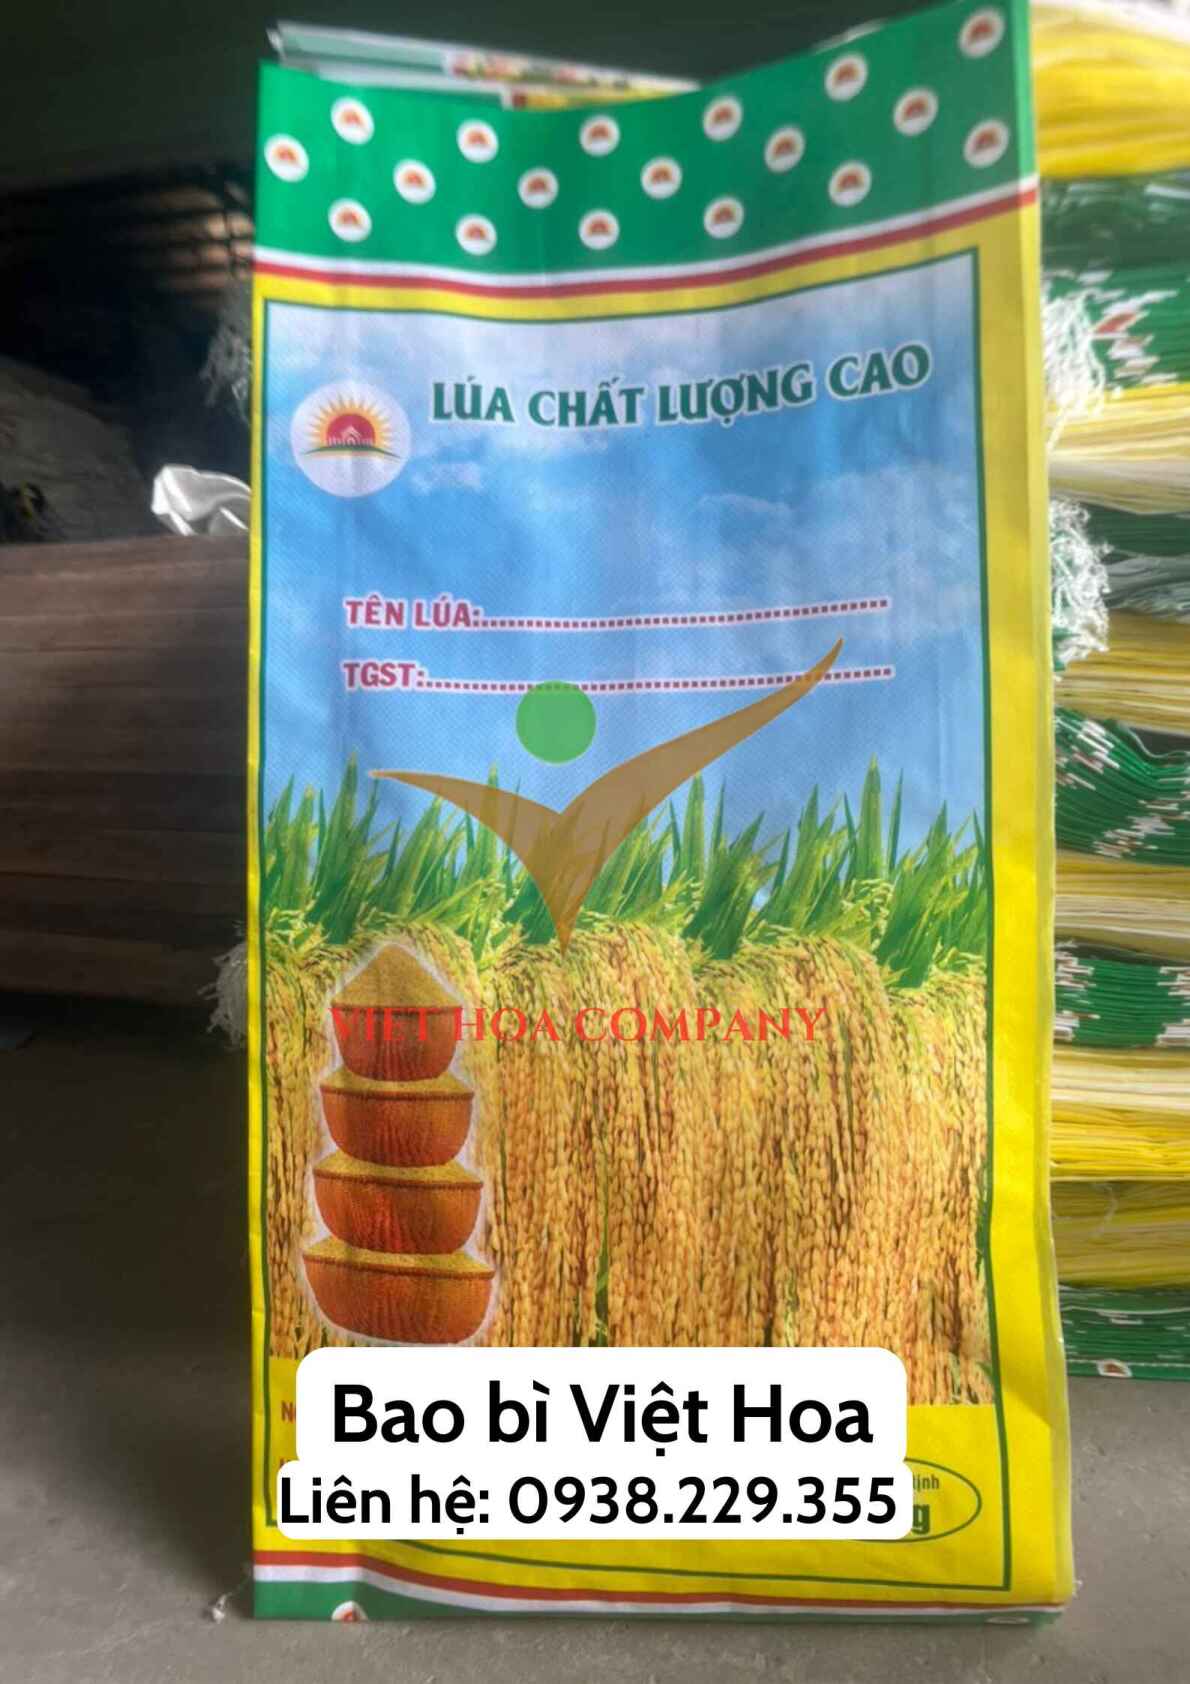 LÚA CHẤT LƯỢNG CAO
TÊN LÚA:
TGST:
VIET HOA COMPANY
Bao bì Việt Hoa
Liên hệ: 0938.229.355